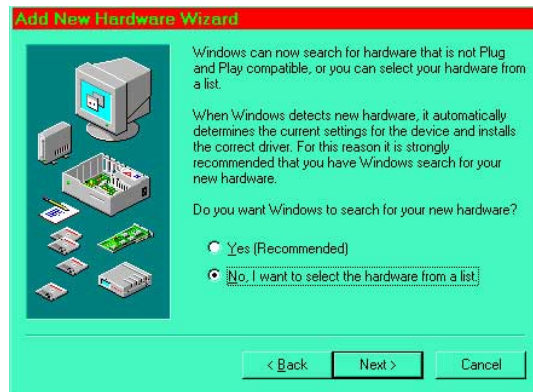 Add New Hardware Wizard
Windows can now search for hardware that is not Plug
and Play compatible, or you can select your hardware from
a list.
When Windows detects new hardware, it automatically
determines the current settings for the device and installs
the correct driver. For this reason it is strongly
recommended that you have Windows search for your
new hardware.
Do you want Windows to search for your new hardware?
Yes (Recommended)
No, I want to select the hardware from a list.
< Back
Next >
Cancel